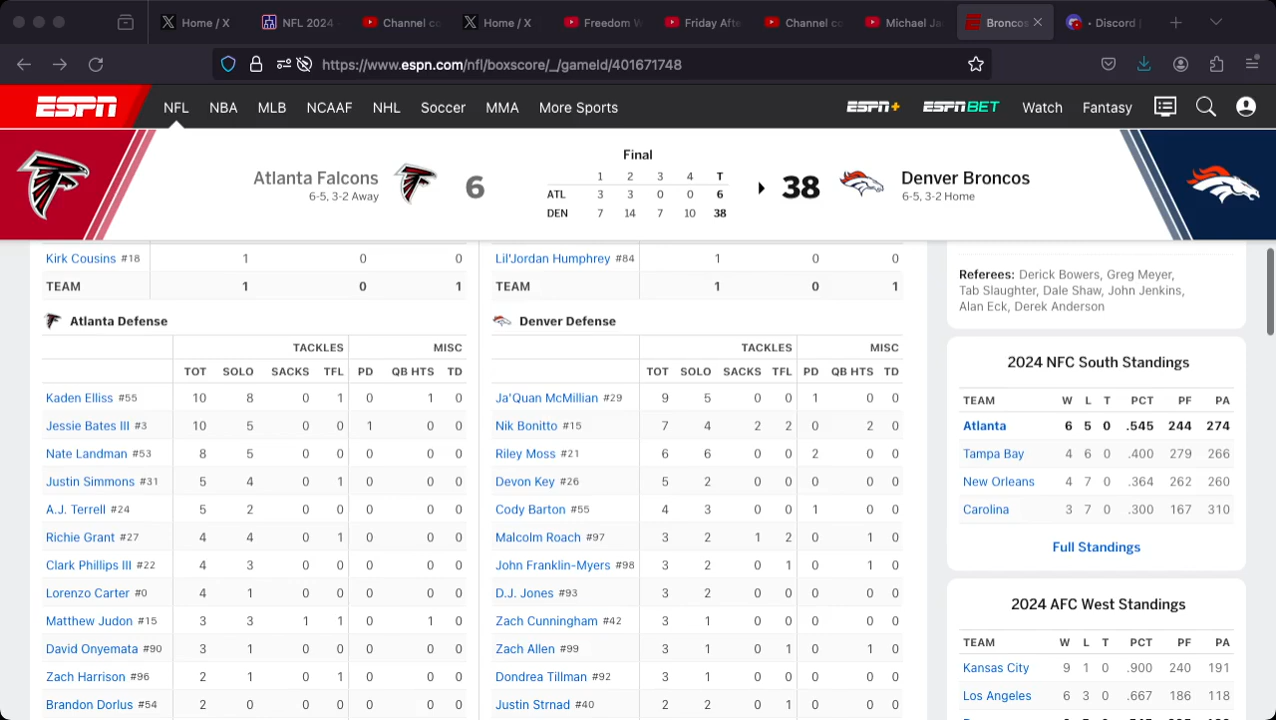 Home / X NFL 2024 Channel co Home / X Freedom W Friday Afte Channel co Michael Ja Broncos Discord |
https://www.espn.com/nfl/boxscore/_/gameId/401671748
ESPN NFL NBA MLB NCAAF NHL Soccer MMA More Sports ESPN+ ESPN BET Watch Fantasy
Final
Atlanta Falcons 6 1 2 3 4 T 38 Denver Broncos
6-5, 3-2 Away ATL 3 3 0 0 6 6-5, 3-2 Home
DEN 7 14 7 10 38
Kirk Cousins #18 1 0 0
TEAM 1 0 1
Lil'Jordan Humphrey #84 1 0 0
TEAM 1 0 1
Atlanta Defense
TACKLES MISC
TOT SOLO SACKS TFL PD QB HTS TD
Kaden Elliss #55 10 8 0 1 0 1 0
Jessie Bates III #3 10 5 0 0 1 0 0
Nate Landman #53 8 5 0 0 0 0 0
Justin Simmons #31 5 4 0 1 0 0 0
A.J. Terrell #24 5 2 0 0 0 0 0
Richie Grant #27 4 4 0 1 0 0 0
Clark Phillips III #22 4 3 0 0 0 0 0
Lorenzo Carter #0 4 1 0 0 0 0 0
Matthew Judon #15 3 3 1 1 0 1 0
David Onyemata #90 3 1 0 0 0 0 0
Zach Harrison #96 2 1 0 1 0 0 0
Brandon Dorlus #54 2 0 0 0 0 0 0
Denver Defense
TACKLES MISC
TOT SOLO SACKS TFL PD QB HTS TD
Ja'Quan McMillian #29 9 5 0 0 1 0 0
Nik Bonitto #15 7 4 2 2 0 2 0
Riley Moss #21 6 6 0 0 2 0 0
Devon Key #26 5 2 0 0 0 0 0
Cody Barton #55 4 3 0 0 1 0 0
Malcolm Roach #97 3 2 1 2 0 1 0
John Franklin-Myers #98 3 2 0 1 0 1 0
D.J. Jones #93 3 2 0 0 0 0 0
Zach Cunningham #42 3 1 0 0 0 0 0
Zach Allen #99 3 1 0 1 0 1 0
Dondrea Tillman #92 3 1 0 0 0 0 0
Justin Strnad #40 2 2 0 1 0 0 0
Referees: Derick Bowers, Greg Meyer,
Tab Slaughter, Dale Shaw, John Jenkins,
Alan Eck, Derek Anderson
2024 NFC South Standings
TEAM W L T PCT PF PA
Atlanta 6 5 0 .545 244 274
Tampa Bay 4 6 0 .400 279 266
New Orleans 4 7 0 .364 262 260
Carolina 3 7 0 .300 167 310
Full Standings
2024 AFC West Standings
TEAM W L T PCT PF PA
Kansas City 9 1 0 .900 240 191
Los Angeles 6 3 0 .667 186 118